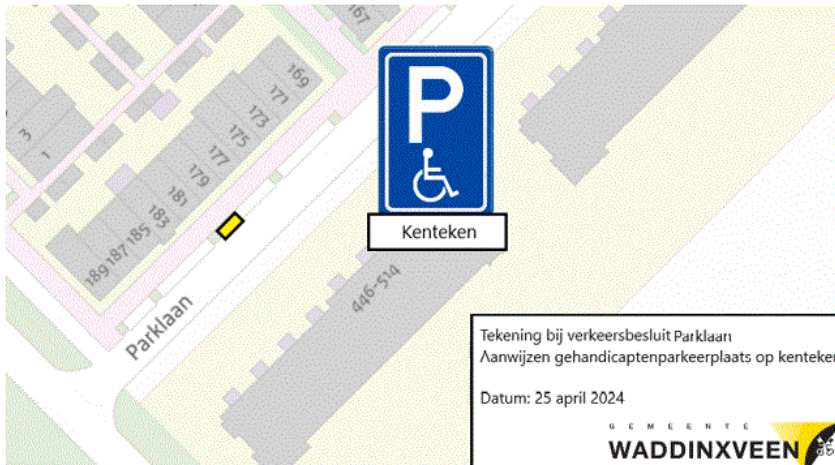 167
169
171
173
175
177
179
181
183
185
187
189
3
1
P
Kenteken
446-514
Parklaan
Tekening bij verkeersbesluit Parklaan
Aanwijzen gehandicaptenparkeerplaats op kenteken
Datum: 25 april 2024
GEMEENTE
WADDINXVEEN